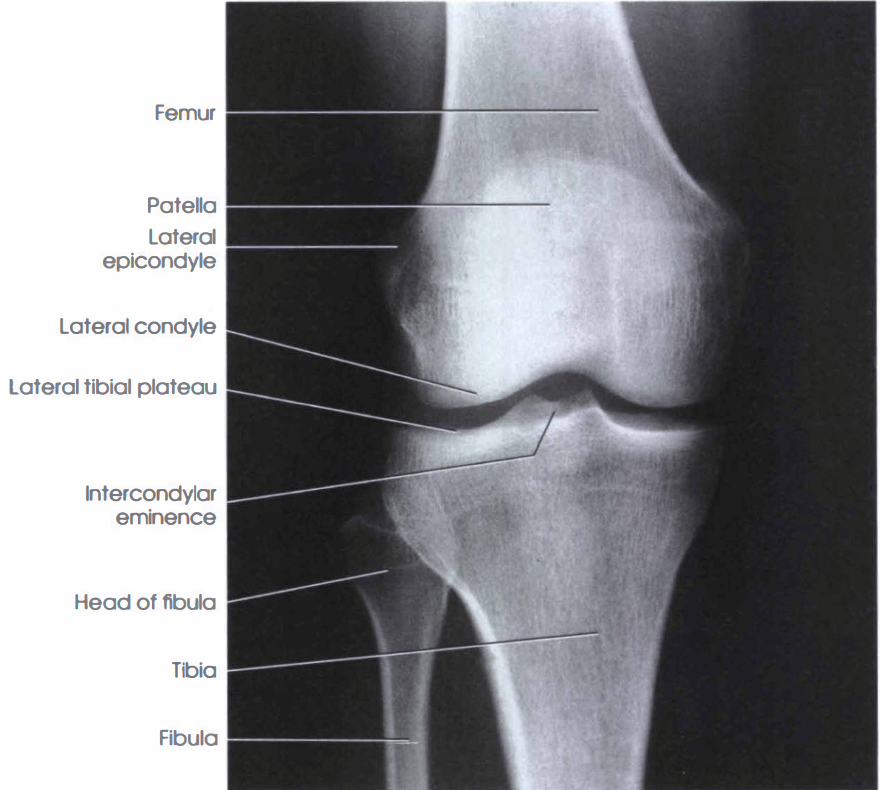 Femur
Patella
Lateral
epicondyle
Lateral condyle
Lateral tibial plateau
Intercondylar
eminence
Head of fibula
Tibia
Fibula